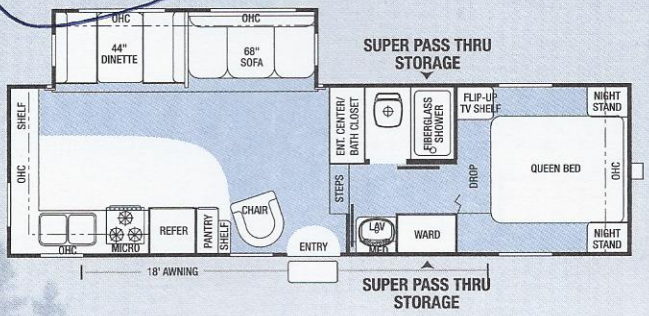 OHC
OHC
44"
DINETTE
68"
SOFA
SUPER PASS THRU
STORAGE
SHELF
OHC
ENT. CENTER/
BATH CLOSET
FIBERGLASS
SHOWER
FLIP-UP
TV SHELF
NIGHT
STAND
QUEEN BED
OHC
DROP
STEPS
CHAIR
REFER
PANTRY
SHELF
MICRO
OHC
ENTRY
LAV
MED
WARD
NIGHT
STAND
18' AWNING
SUPER PASS THRU
STORAGE